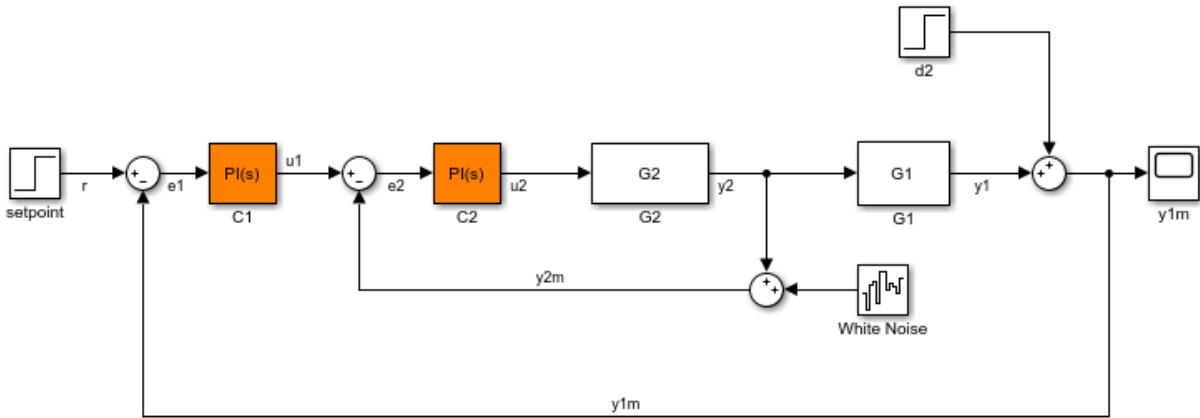 d2
setpoint
r
+
−
e1
PI(s)
C1
u1
+
−
e2
PI(s)
C2
u2
G2
G2
y2
G1
G1
y1
+
+
y1m
y2m
+
+
White Noise
y1m